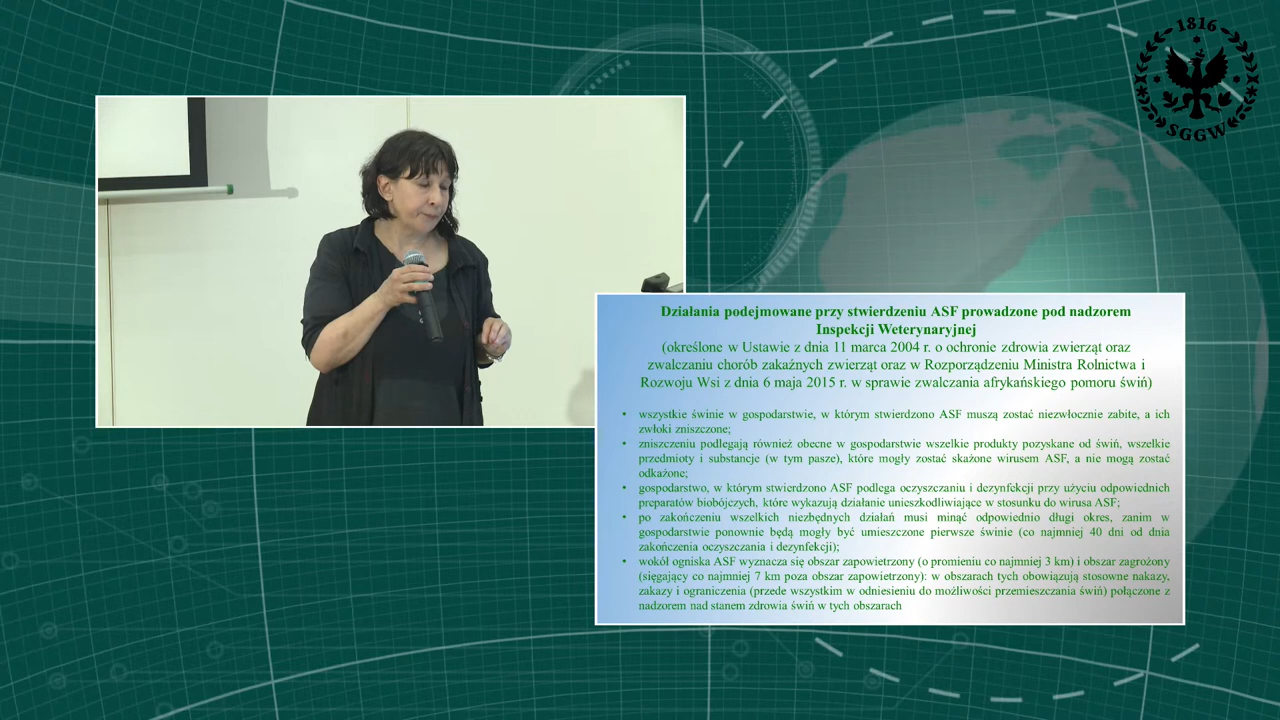 1816
SGGW
Działania podejmowane przy stwierdzeniu ASF prowadzone pod nadzorem
Inspekcji Weterynaryjnej
(określone w Ustawie z dnia 11 marca 2004 r. o ochronie zdrowia zwierząt oraz
zwalczaniu chorób zakaźnych zwierząt oraz w Rozporządzeniu Ministra Rolnictwa i
Rozwoju Wsi z dnia 6 maja 2015 r. w sprawie zwalczania afrykańskiego pomoru świń)
• wszystkie świnie w gospodarstwie, w którym stwierdzono ASF muszą zostać niezwłocznie zabite, a ich
zwłoki zniszczone;
• zniszczeniu podlegają również obecne w gospodarstwie wszelkie produkty pozyskane od świń, wszelkie
przedmioty i substancje (w tym pasze), które mogły zostać skażone wirusem ASF, a nie mogą zostać
odkażone;
• gospodarstwo, w którym stwierdzono ASF podlega oczyszczaniu i dezynfekcji przy użyciu odpowiednich
preparatów biobójczych, które wykazują działanie unieszkodliwiające w stosunku do wirusa ASF;
• po zakończeniu wszelkich niezbędnych działań musi minąć odpowiednio długi okres, zanim w
gospodarstwie ponownie będą mogły być umieszczone pierwsze świnie (co najmniej 40 dni od dnia
zakończenia oczyszczania i dezynfekcji);
• wokół ogniska ASF wyznacza się obszar zapowietrzony (o promieniu co najmniej 3 km) i obszar zagrożony
(sięgający co najmniej 7 km poza obszar zapowietrzony): w obszarach tych obowiązują stosowne nakazy,
zakazy i ograniczenia (przede wszystkim w odniesieniu do możliwości przemieszczania świń) połączone z
nadzorem nad stanem zdrowia świń w tych obszarach